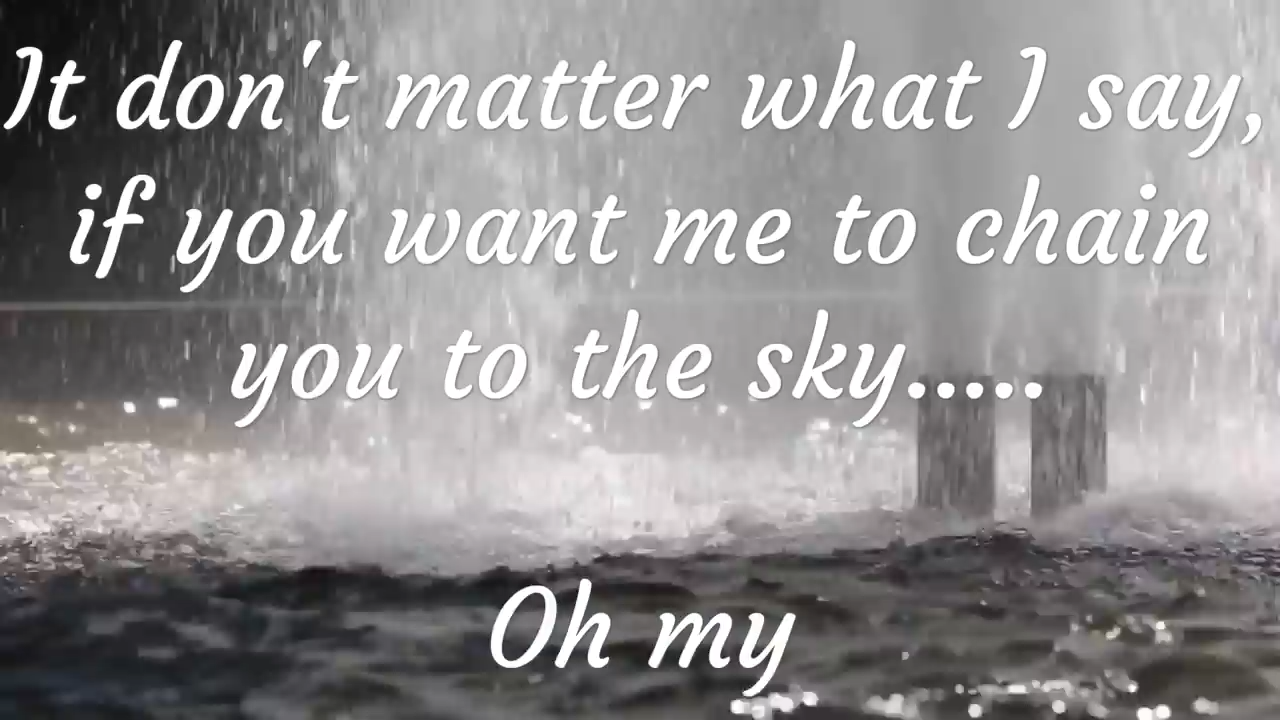 It don't matter what I say,
if you want me to chain
you to the sky.....
Oh my